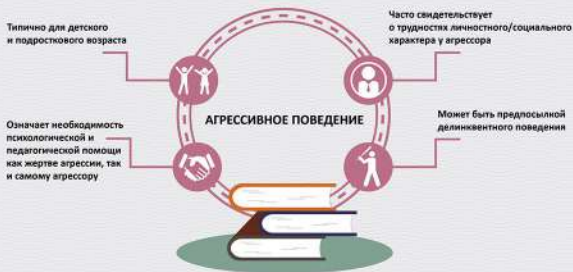 Типично для детского
и подросткового возраста
Часто свидетельствует
о трудностях личностного/социального
характера у агрессора
АГРЕССИВНОЕ ПОВЕДЕНИЕ
Означает необходимость
психологической и
педагогической помощи
как жертве агрессии, так
и самому агрессору
Может быть предпосылкой
делинквентного поведения